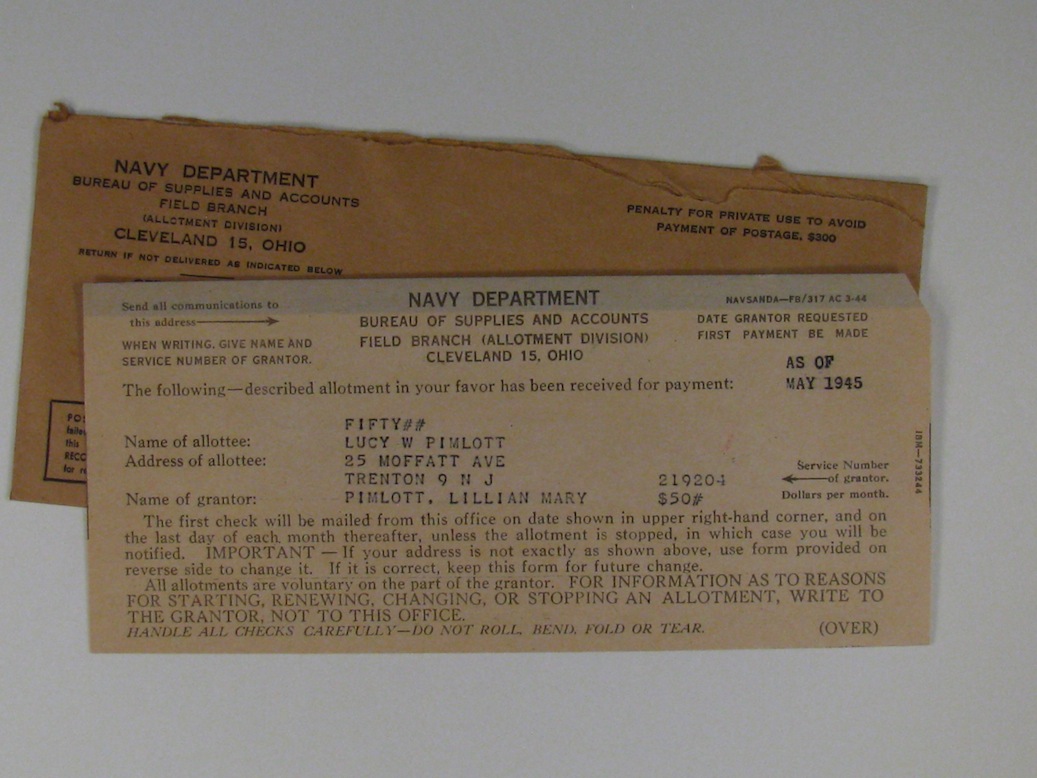 NAVY DEPARTMENT
BUREAU OF SUPPLIES AND ACCOUNTS
FIELD BRANCH
(ALLOTMENT DIVISION)
CLEVELAND 15, OHIO
RETURN IF NOT DELIVERED AS INDICATED BELOW
PENALTY FOR PRIVATE USE TO AVOID
PAYMENT OF POSTAGE, $300
this
RECO
Send all communications to
this address
WHEN WRITING, GIVE NAME AND
SERVICE NUMBER OF GRANTOR.
NAVY DEPARTMENT
BUREAU OF SUPPLIES AND ACCOUNTS
FIELD BRANCH (ALLOTMENT DIVISION)
CLEVELAND 15, OHIO
NAVSANDA—FB/317 AC 3-44
DATE GRANTOR REQUESTED
FIRST PAYMENT BE MADE
AS OF
MAY 1945
The following—described allotment in your favor has been received for payment:
FIFTY##
Name of allottee: LUCY W PIMLOTT
Address of allottee: 25 MOFFATT AVE
TRENTON 9 N J 219204
Name of grantor: PIMLOTT, LILLIAN MARY $50#
Service Number
of grantor.
Dollars per month.
IBM—733244
The first check will be mailed from this office on date shown in upper right-hand corner, and on
the last day of each month thereafter, unless the allotment is stopped, in which case you will be
notified. IMPORTANT — If your address is not exactly as shown above, use form provided on
reverse side to change it. If it is correct, keep this form for future change.
All allotments are voluntary on the part of the grantor. FOR INFORMATION AS TO REASONS
FOR STARTING, RENEWING, CHANGING, OR STOPPING AN ALLOTMENT, WRITE TO
THE GRANTOR, NOT TO THIS OFFICE.
HANDLE ALL CHECKS CAREFULLY—DO NOT ROLL, BEND, FOLD OR TEAR.
(OVER)